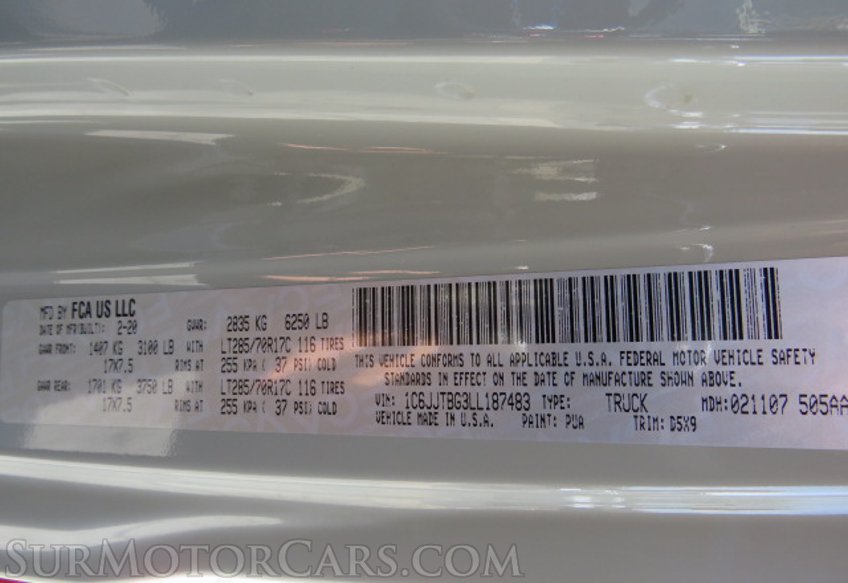 MFD BY FCA US LLC
DATE OF MFR(BUILT): 2-20 GVWR: 2835 KG 6250 LB
GAWR FRONT: 1407 KG 3100 LB WITH LT285/70R17C 116 TIRES
17X7.5 RIMS AT 255 KPA ( 37 PSI) COLD
GAWR REAR: 1701 KG 3750 LB WITH LT285/70R17C 116 TIRES
17X7.5 RIMS AT 255 KPA ( 37 PSI) COLD
THIS VEHICLE CONFORMS TO ALL APPLICABLE U.S.A. FEDERAL MOTOR VEHICLE SAFETY
STANDARDS IN EFFECT ON THE DATE OF MANUFACTURE SHOWN ABOVE.
VIN: 1C6JJTBG3LL187483 TYPE: TRUCK MDH: 021107 505AA
VEHICLE MADE IN U.S.A. PAINT: PUA TRIM: D5X9
SURMOTORCARS.COM